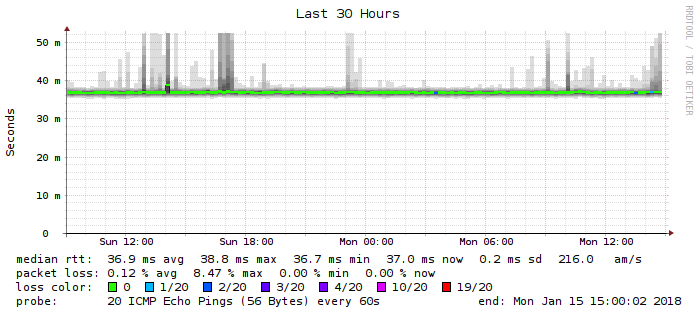 Last 30 Hours
RRDTOOL / TOBI OETIKER
Seconds
50 m
40 m
30 m
20 m
10 m
0
Sun 12:00 Sun 18:00 Mon 00:00 Mon 06:00 Mon 12:00
median rtt: 36.9 ms avg 38.8 ms max 36.7 ms min 37.0 ms now 0.2 ms sd 216.0 am/s
packet loss: 0.12 % avg 8.47 % max 0.00 % min 0.00 % now
loss color: 0 1/20 2/20 3/20 4/20 10/20 19/20
probe: 20 ICMP Echo Pings (56 Bytes) every 60s end: Mon Jan 15 15:00:02 2018